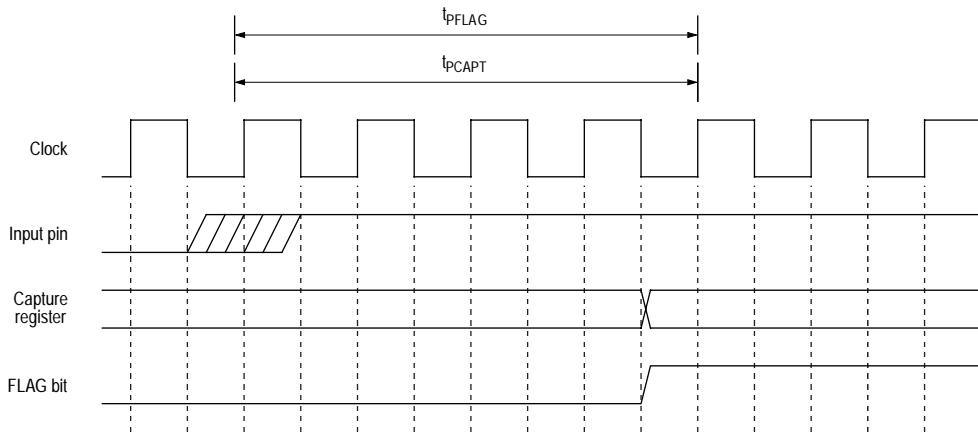 tPFLAG
tPCAPT
Clock
Input pin
Capture
register
FLAG bit